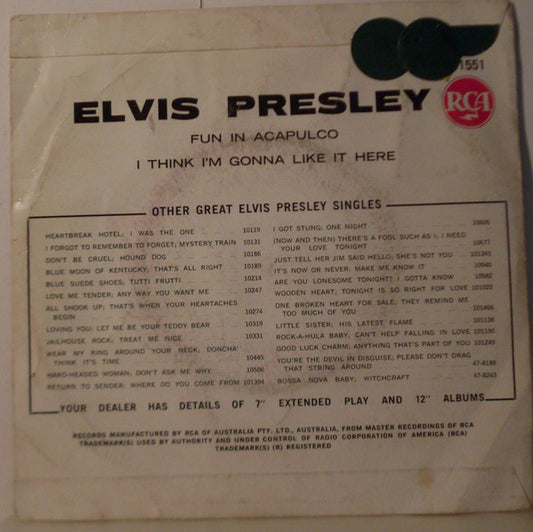 1551
ELVIS PRESLEY
RCA
FUN IN ACAPULCO
I THINK I'M GONNA LIKE IT HERE
OTHER GREAT ELVIS PRESLEY SINGLES
HEARTBREAK HOTEL; I WAS THE ONE 10119
I FORGOT TO REMEMBER TO FORGET; MYSTERY TRAIN 10131
DON'T BE CRUEL; HOUND DOG 10186
BLUE MOON OF KENTUCKY; THAT'S ALL RIGHT 10189
BLUE SUEDE SHOES; TUTTI FRUTTI 10214
LOVE ME TENDER; ANY WAY YOU WANT ME 10247
ALL SHOOK UP; THAT'S WHEN YOUR HEARTACHES
BEGIN 10274
LOVING YOU; LET ME BE YOUR TEDDY BEAR 10319
JAILHOUSE ROCK; TREAT ME NICE 10331
WEAR MY RING AROUND YOUR NECK; DONCHA'
THINK IT'S TIME 10445
HARD-HEADED WOMAN; DON'T ASK ME WHY 10506
RETURN TO SENDER; WHERE DO YOU COME FROM 101394
I GOT STUNG; ONE NIGHT 10606
(NOW AND THEN) THERE'S A FOOL SUCH AS I; I NEED
YOUR LOVE TONIGHT 10677
JUST TELL HER JIM SAID HELLO; SHE'S NOT YOU 101345
IT'S NOW OR NEVER; MAKE ME KNOW IT 10940
ARE YOU LONESOME TONIGHT; I GOTTA KNOW 10982
WOODEN HEART; TONIGHT IS SO RIGHT FOR LOVE 101022
ONE BROKEN HEART FOR SALE; THEY REMIND ME
TOO MUCH OF YOU 101466
LITTLE SISTER; HIS LATEST FLAME 101136
ROCK-A-HULA BABY; CAN'T HELP FALLING IN LOVE 101190
GOOD LUCK CHARM; ANYTHING THAT'S PART OF YOU 101249
YOU'RE THE DEVIL IN DISGUISE; PLEASE DON'T DRAG
THAT STRING AROUND 47-8188
BOSSA NOVA BABY; WITCHCRAFT 47-8243
YOUR DEALER HAS DETAILS OF 7" EXTENDED PLAY AND 12" ALBUMS
RECORDS MANUFACTURED BY RCA OF AUSTRALIA PTY. LTD., AUSTRALIA, FROM MASTER RECORDINGS OF RCA
TRADEMARK(S) USED BY AUTHORITY AND UNDER CONTROL OF RADIO CORPORATION OF AMERICA (RCA)
TRADEMARK(S) (R) REGISTERED